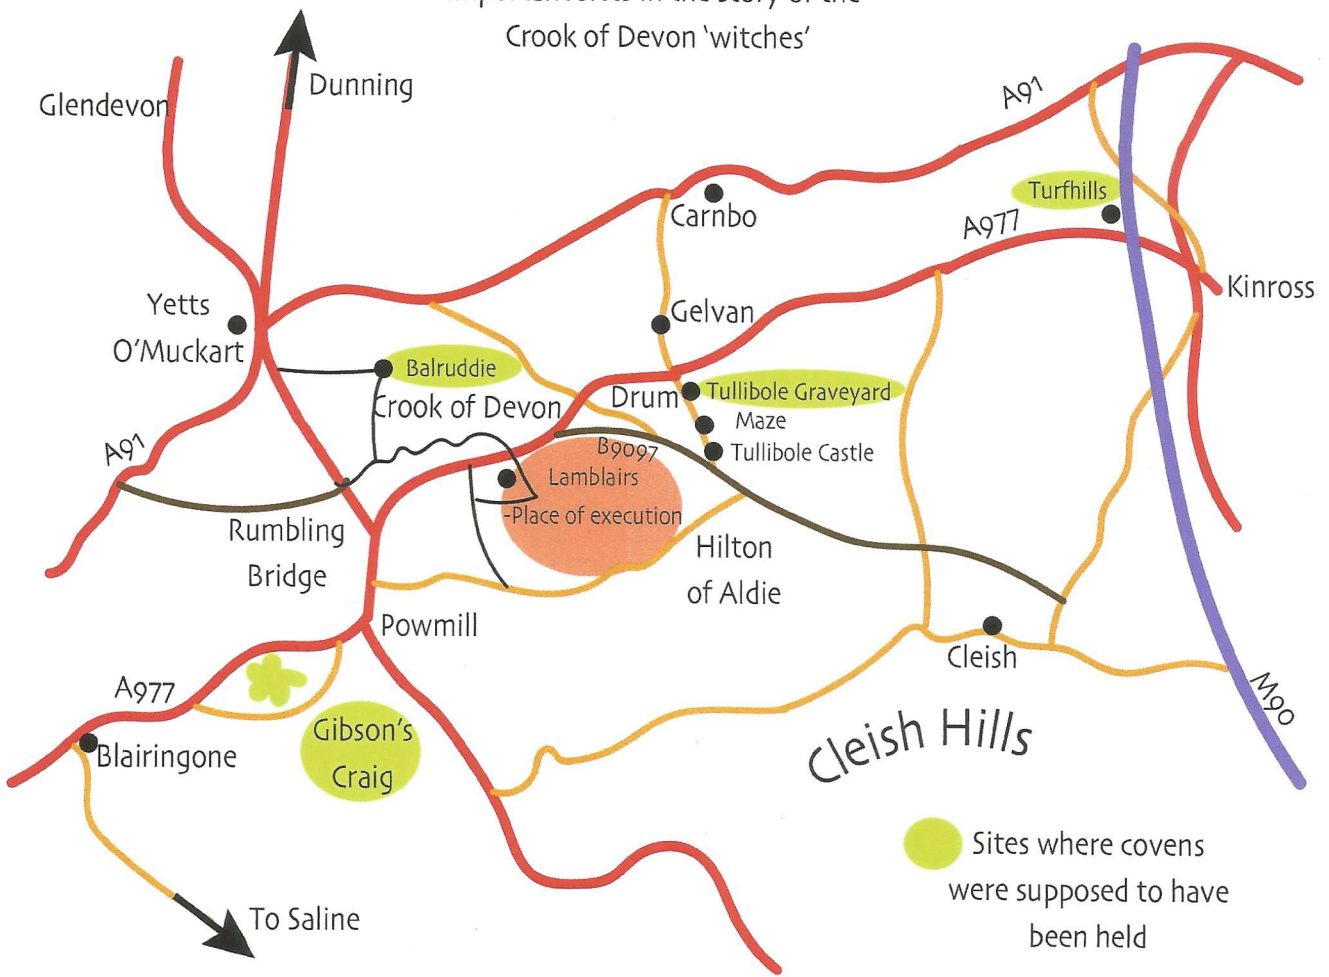 Crook of Devon ‘witches’
Dunning
Glendevon
A91
Turfhills
Carnbo
A977
Kinross
Yetts
O’Muckart
Gelvan
Balruddie
Crook of Devon
Drum
Tullibole Graveyard
Maze
Tullibole Castle
A91
B9097
Lamblairs
-Place of execution
Rumbling
Bridge
Hilton
of Aldie
Powmill
Cleish
A977
M90
Gibson’s
Craig
Blairingone
Cleish Hills
Sites where covens
were supposed to have
been held
To Saline